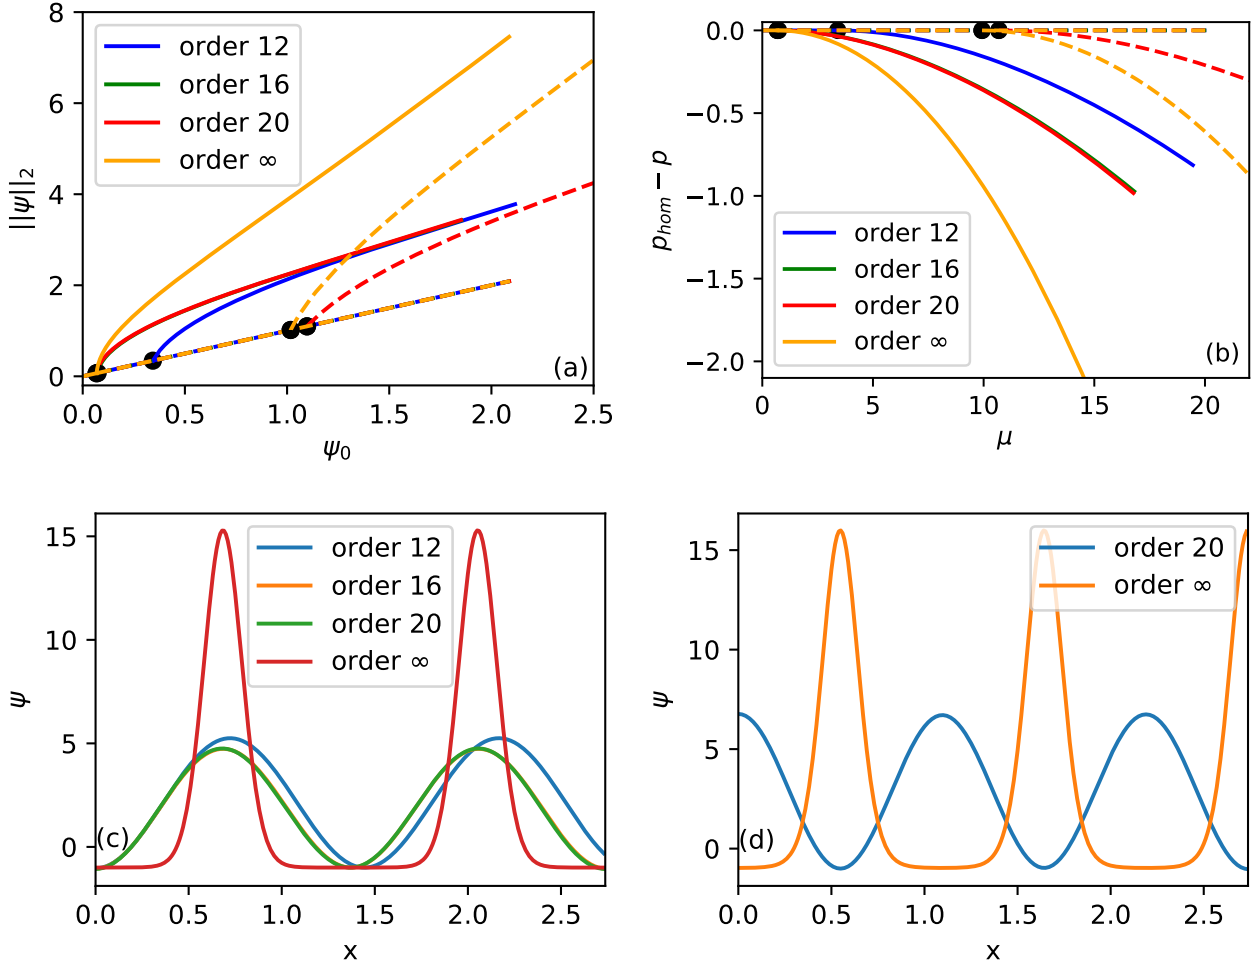 8
6
4
2
0
||ψ||₂
order 12
order 16
order 20
order ∞
(a)
0.0 0.5 1.0 1.5 2.0 2.5
ψ₀
0.0
−0.5
−1.0
−1.5
−2.0
p_hom − p
order 12
order 16
order 20
order ∞
(b)
0 5 10 15 20
μ
15
10
5
0
ψ
order 12
order 16
order 20
order ∞
(c)
0.0 0.5 1.0 1.5 2.0 2.5
x
15
10
5
0
ψ
order 20
order ∞
(d)
0.0 0.5 1.0 1.5 2.0 2.5
x